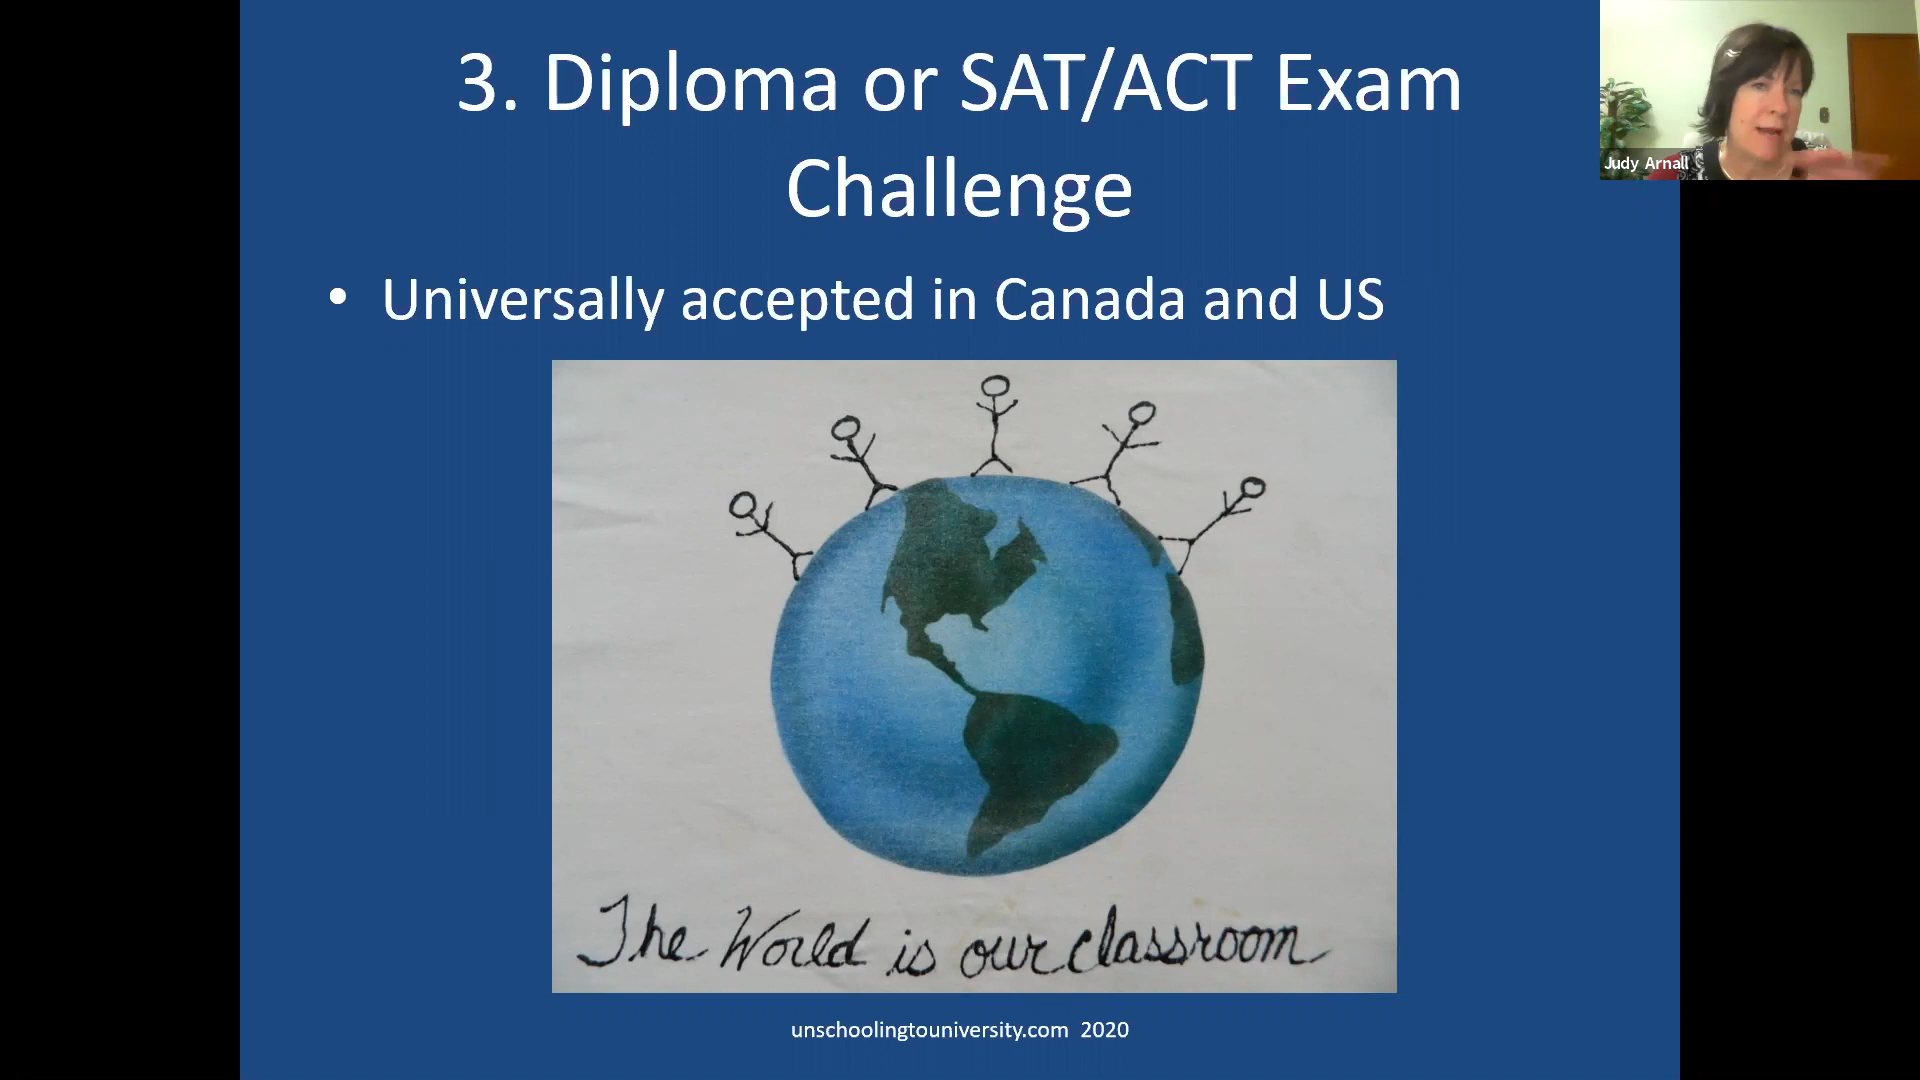 3. Diploma or SAT/ACT Exam
Challenge
Judy Arnall
• Universally accepted in Canada and US
The World is our classroom
unschoolingtouniversity.com 2020